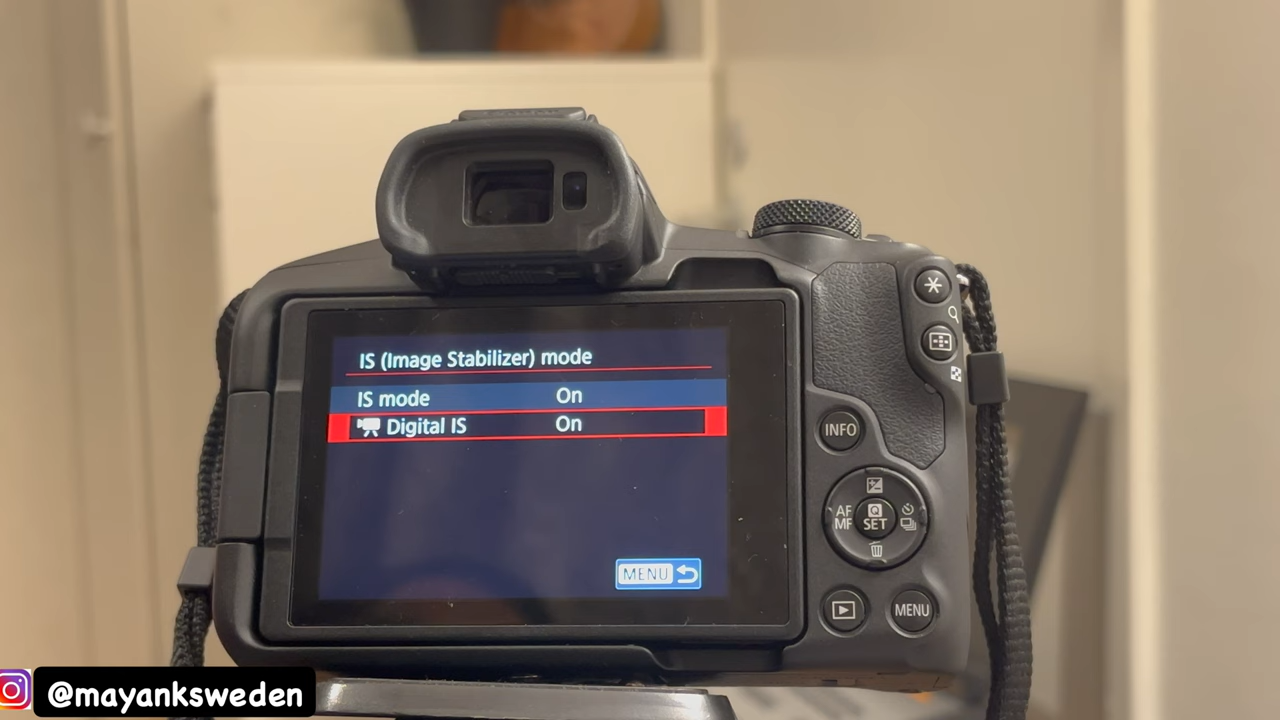 IS (Image Stabilizer) mode
IS mode On
Digital IS On
MENU
INFO
AF
MF
Q
SET
MENU
@mayanksweden